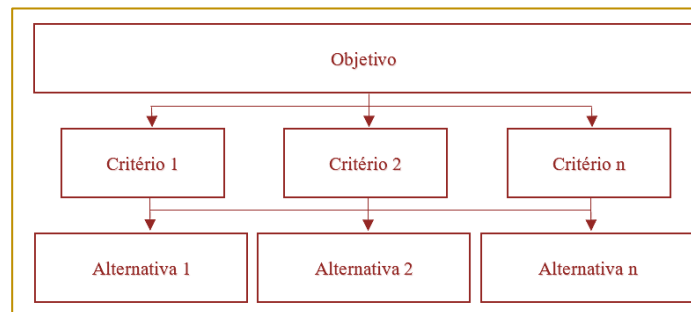 Objetivo
Critério 1
Critério 2
Critério n
Alternativa 1
Alternativa 2
Alternativa n